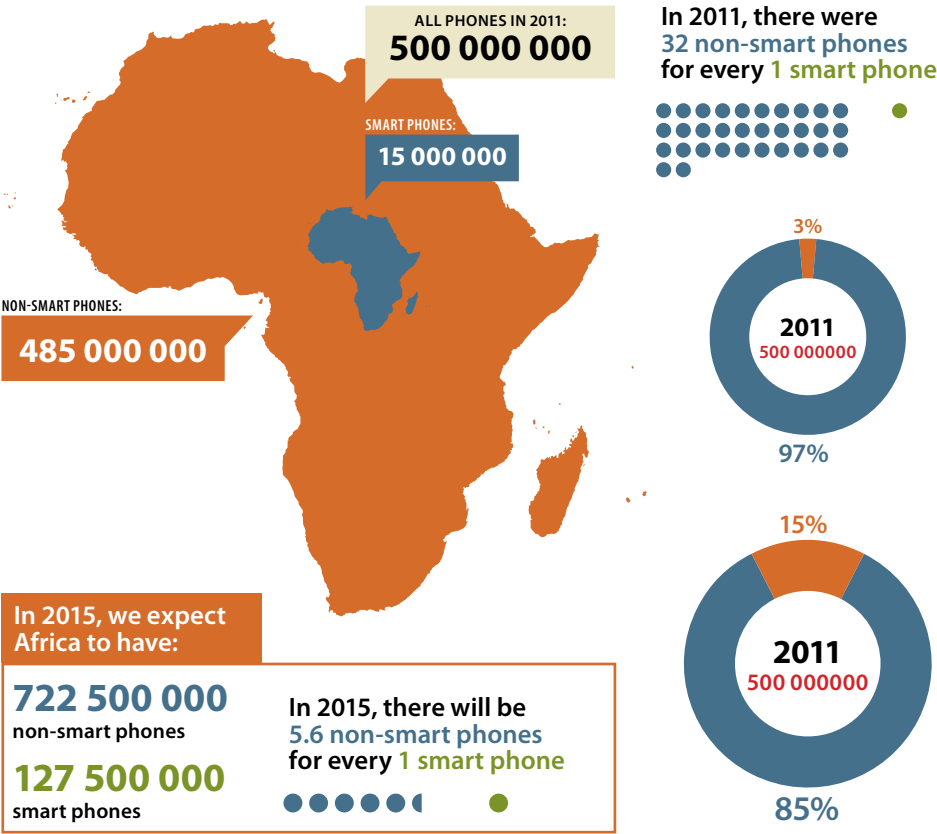 ALL PHONES IN 2011:
500 000 000
SMART PHONES:
15 000 000
NON-SMART PHONES:
485 000 000
In 2011, there were
32 non-smart phones
for every 1 smart phone
3%
2011
500 000000
97%
15%
2011
500 000000
85%
In 2015, we expect
Africa to have:
722 500 000
non-smart phones
127 500 000
smart phones
In 2015, there will be
5.6 non-smart phones
for every 1 smart phone